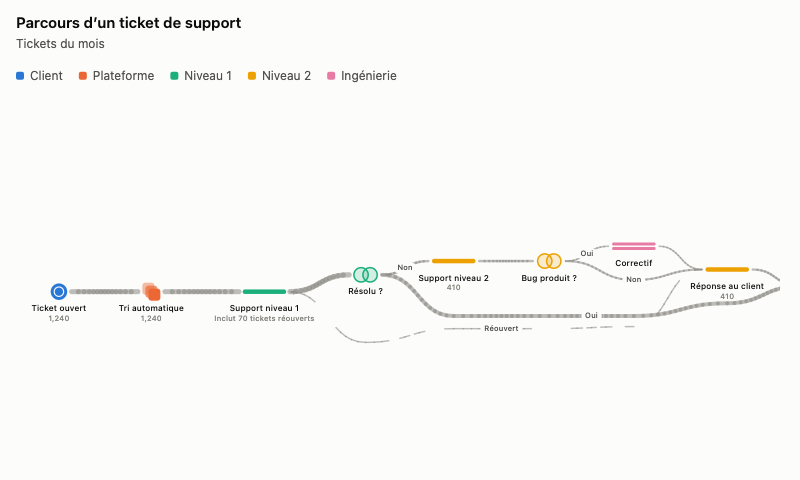 Parcours d’un ticket de support
Tickets du mois
Client
Plateforme
Niveau 1
Niveau 2
Ingénierie
Ticket ouvert
1,240
Tri automatique
1,240
Support niveau 1
Inclut 70 tickets réouverts
Résolu ?
Non
Support niveau 2
410
Bug produit ?
Oui
Correctif
Non
Réponse au client
410
Oui
Réouvert